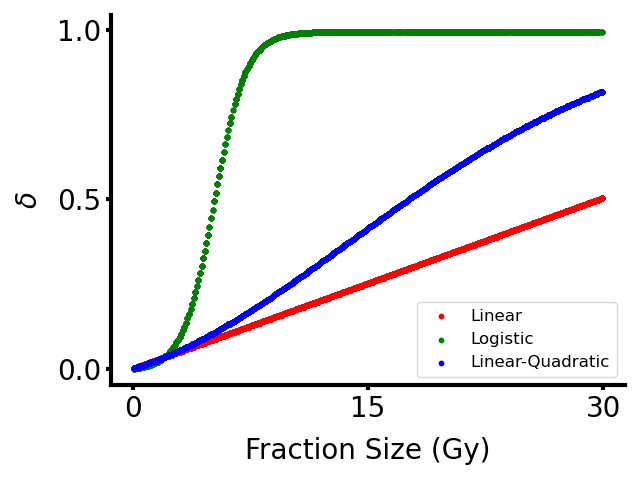 1.0
δ
0.5
0.0
Linear
Logistic
Linear-Quadratic
0
15
30
Fraction Size (Gy)